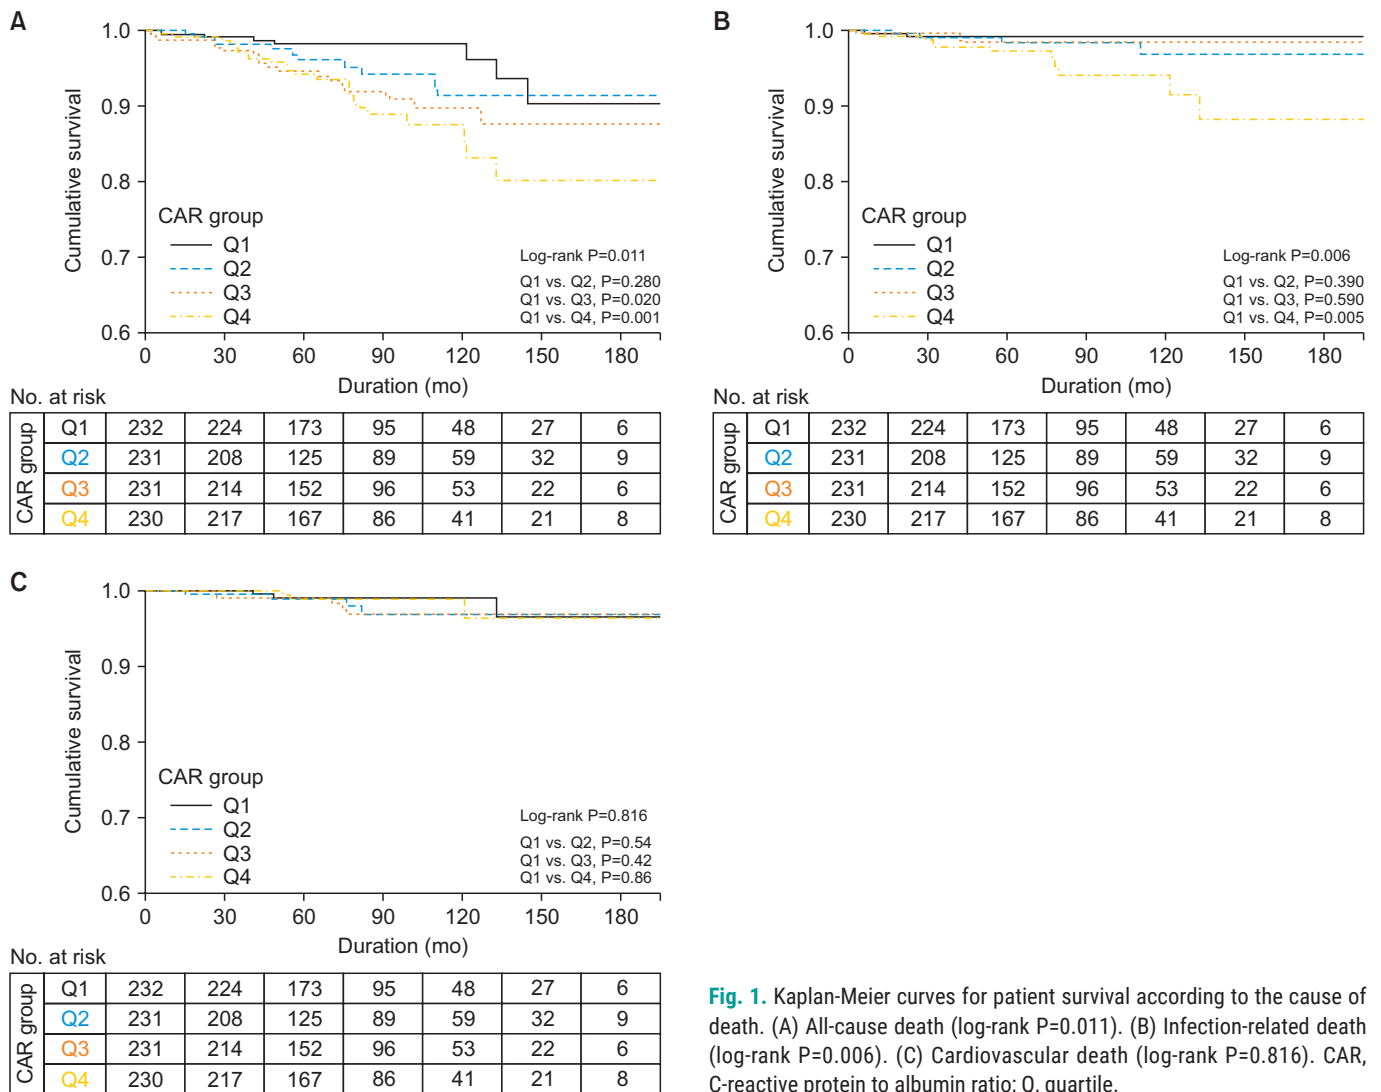 A
1.0
0.9
0.8
0.7
0.6
Cumulative survival
CAR group
Q1
Q2
Q3
Q4
Log-rank P=0.011
Q1 vs. Q2, P=0.280
Q1 vs. Q3, P=0.020
Q1 vs. Q4, P=0.001
0 30 60 90 120 150 180
Duration (mo)
No. at risk
CAR group
Q1 232 224 173 95 48 27 6
Q2 231 208 125 89 59 32 9
Q3 231 214 152 96 53 22 6
Q4 230 217 167 86 41 21 8
B
1.0
0.9
0.8
0.7
0.6
Cumulative survival
CAR group
Q1
Q2
Q3
Q4
Log-rank P=0.006
Q1 vs. Q2, P=0.390
Q1 vs. Q3, P=0.590
Q1 vs. Q4, P=0.005
0 30 60 90 120 150 180
Duration (mo)
No. at risk
CAR group
Q1 232 224 173 95 48 27 6
Q2 231 208 125 89 59 32 9
Q3 231 214 152 96 53 22 6
Q4 230 217 167 86 41 21 8
C
1.0
0.9
0.8
0.7
0.6
Cumulative survival
CAR group
Q1
Q2
Q3
Q4
Log-rank P=0.816
Q1 vs. Q2, P=0.54
Q1 vs. Q3, P=0.42
Q1 vs. Q4, P=0.86
0 30 60 90 120 150 180
Duration (mo)
No. at risk
CAR group
Q1 232 224 173 95 48 27 6
Q2 231 208 125 89 59 32 9
Q3 231 214 152 96 53 22 6
Q4 230 217 167 86 41 21 8
Fig. 1. Kaplan-Meier curves for patient survival according to the cause of
death. (A) All-cause death (log-rank P=0.011). (B) Infection-related death
(log-rank P=0.006). (C) Cardiovascular death (log-rank P=0.816). CAR,
C-reactive protein to albumin ratio; Q, quartile.